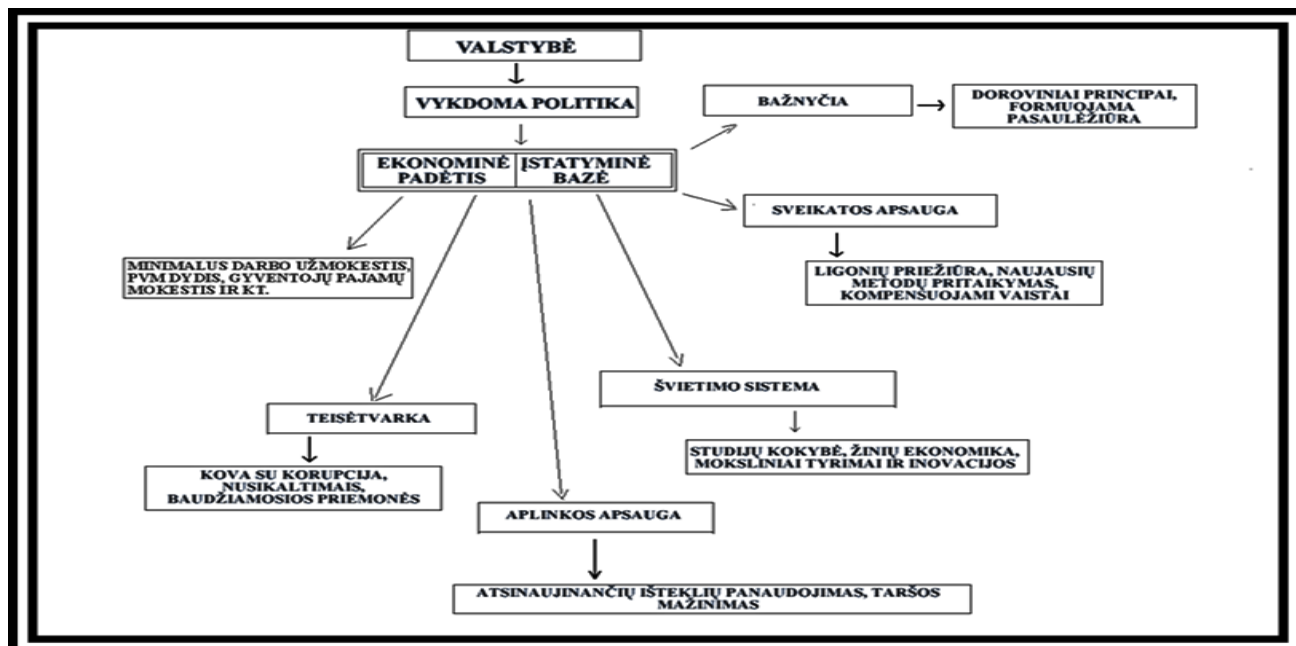 VALSTYBĖ
VYKDOMA POLITIKA
EKONOMINĖ
PADĖTIS
ĮSTATYMINĖ
BAZĖ
BAŽNYČIA
DOROVINIAI PRINCIPAI,
FORMUOJAMA
PASAULĖŽIŪRA
SVEIKATOS APSAUGA
LIGONIŲ PRIEŽIŪRA, NAUJAUSIŲ
METODŲ PRITAIKYMAS,
KOMPENSUOJAMI VAISTAI
MINIMALUS DARBO UŽMOKESTIS,
PVM DYDIS, GYVENTOJŲ PAJAMŲ
MOKESTIS IR KT.
ŠVIETIMO SISTEMA
STUDIJŲ KOKYBĖ, ŽINIŲ EKONOMIKA,
MOKSLINIAI TYRIMAI IR INOVACIJOS
TEISĖTVARKA
KOVA SU KORUPCIJA,
NUSIKALTIMAIS,
BAUDŽIAMOSIOS PRIEMONĖS
APLINKOS APSAUGA
ATSINAUJINANČIŲ IŠTEKLIŲ PANAUDOJIMAS, TARŠOS
MAŽINIMAS